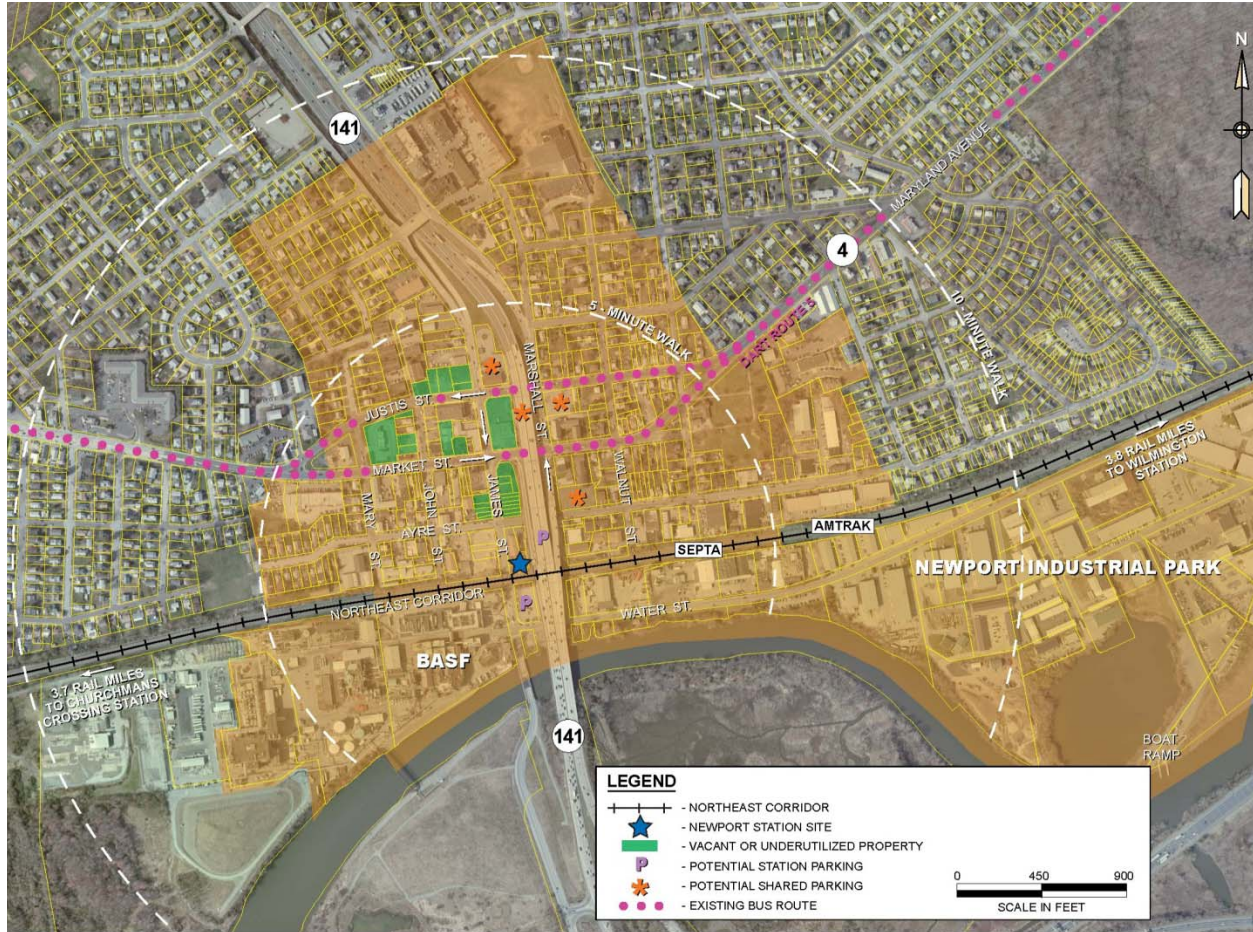 N
141
MARYLAND AVENUE
4
5 - MINUTE WALK
10 - MINUTE WALK
DART ROUTE 5
MARSHALL ST.
JUSTIS ST.
MARKET ST.
JAMES ST.
WALNUT ST.
MARY ST.
JOHN ST.
AYRE ST.
3.8 RAIL MILES
TO WILMINGTON
STATION
AMTRAK
SEPTA
P
NEWPORT INDUSTRIAL PARK
NORTHEAST CORRIDOR
P
WATER ST.
BASF
3.7 RAIL MILES
TO CHURCHMANS
CROSSING STATION
141
BOAT
RAMP
LEGEND
- NORTHEAST CORRIDOR
- NEWPORT STATION SITE
- VACANT OR UNDERUTILIZED PROPERTY
P - POTENTIAL STATION PARKING
- POTENTIAL SHARED PARKING
- EXISTING BUS ROUTE
0 450 900
SCALE IN FEET